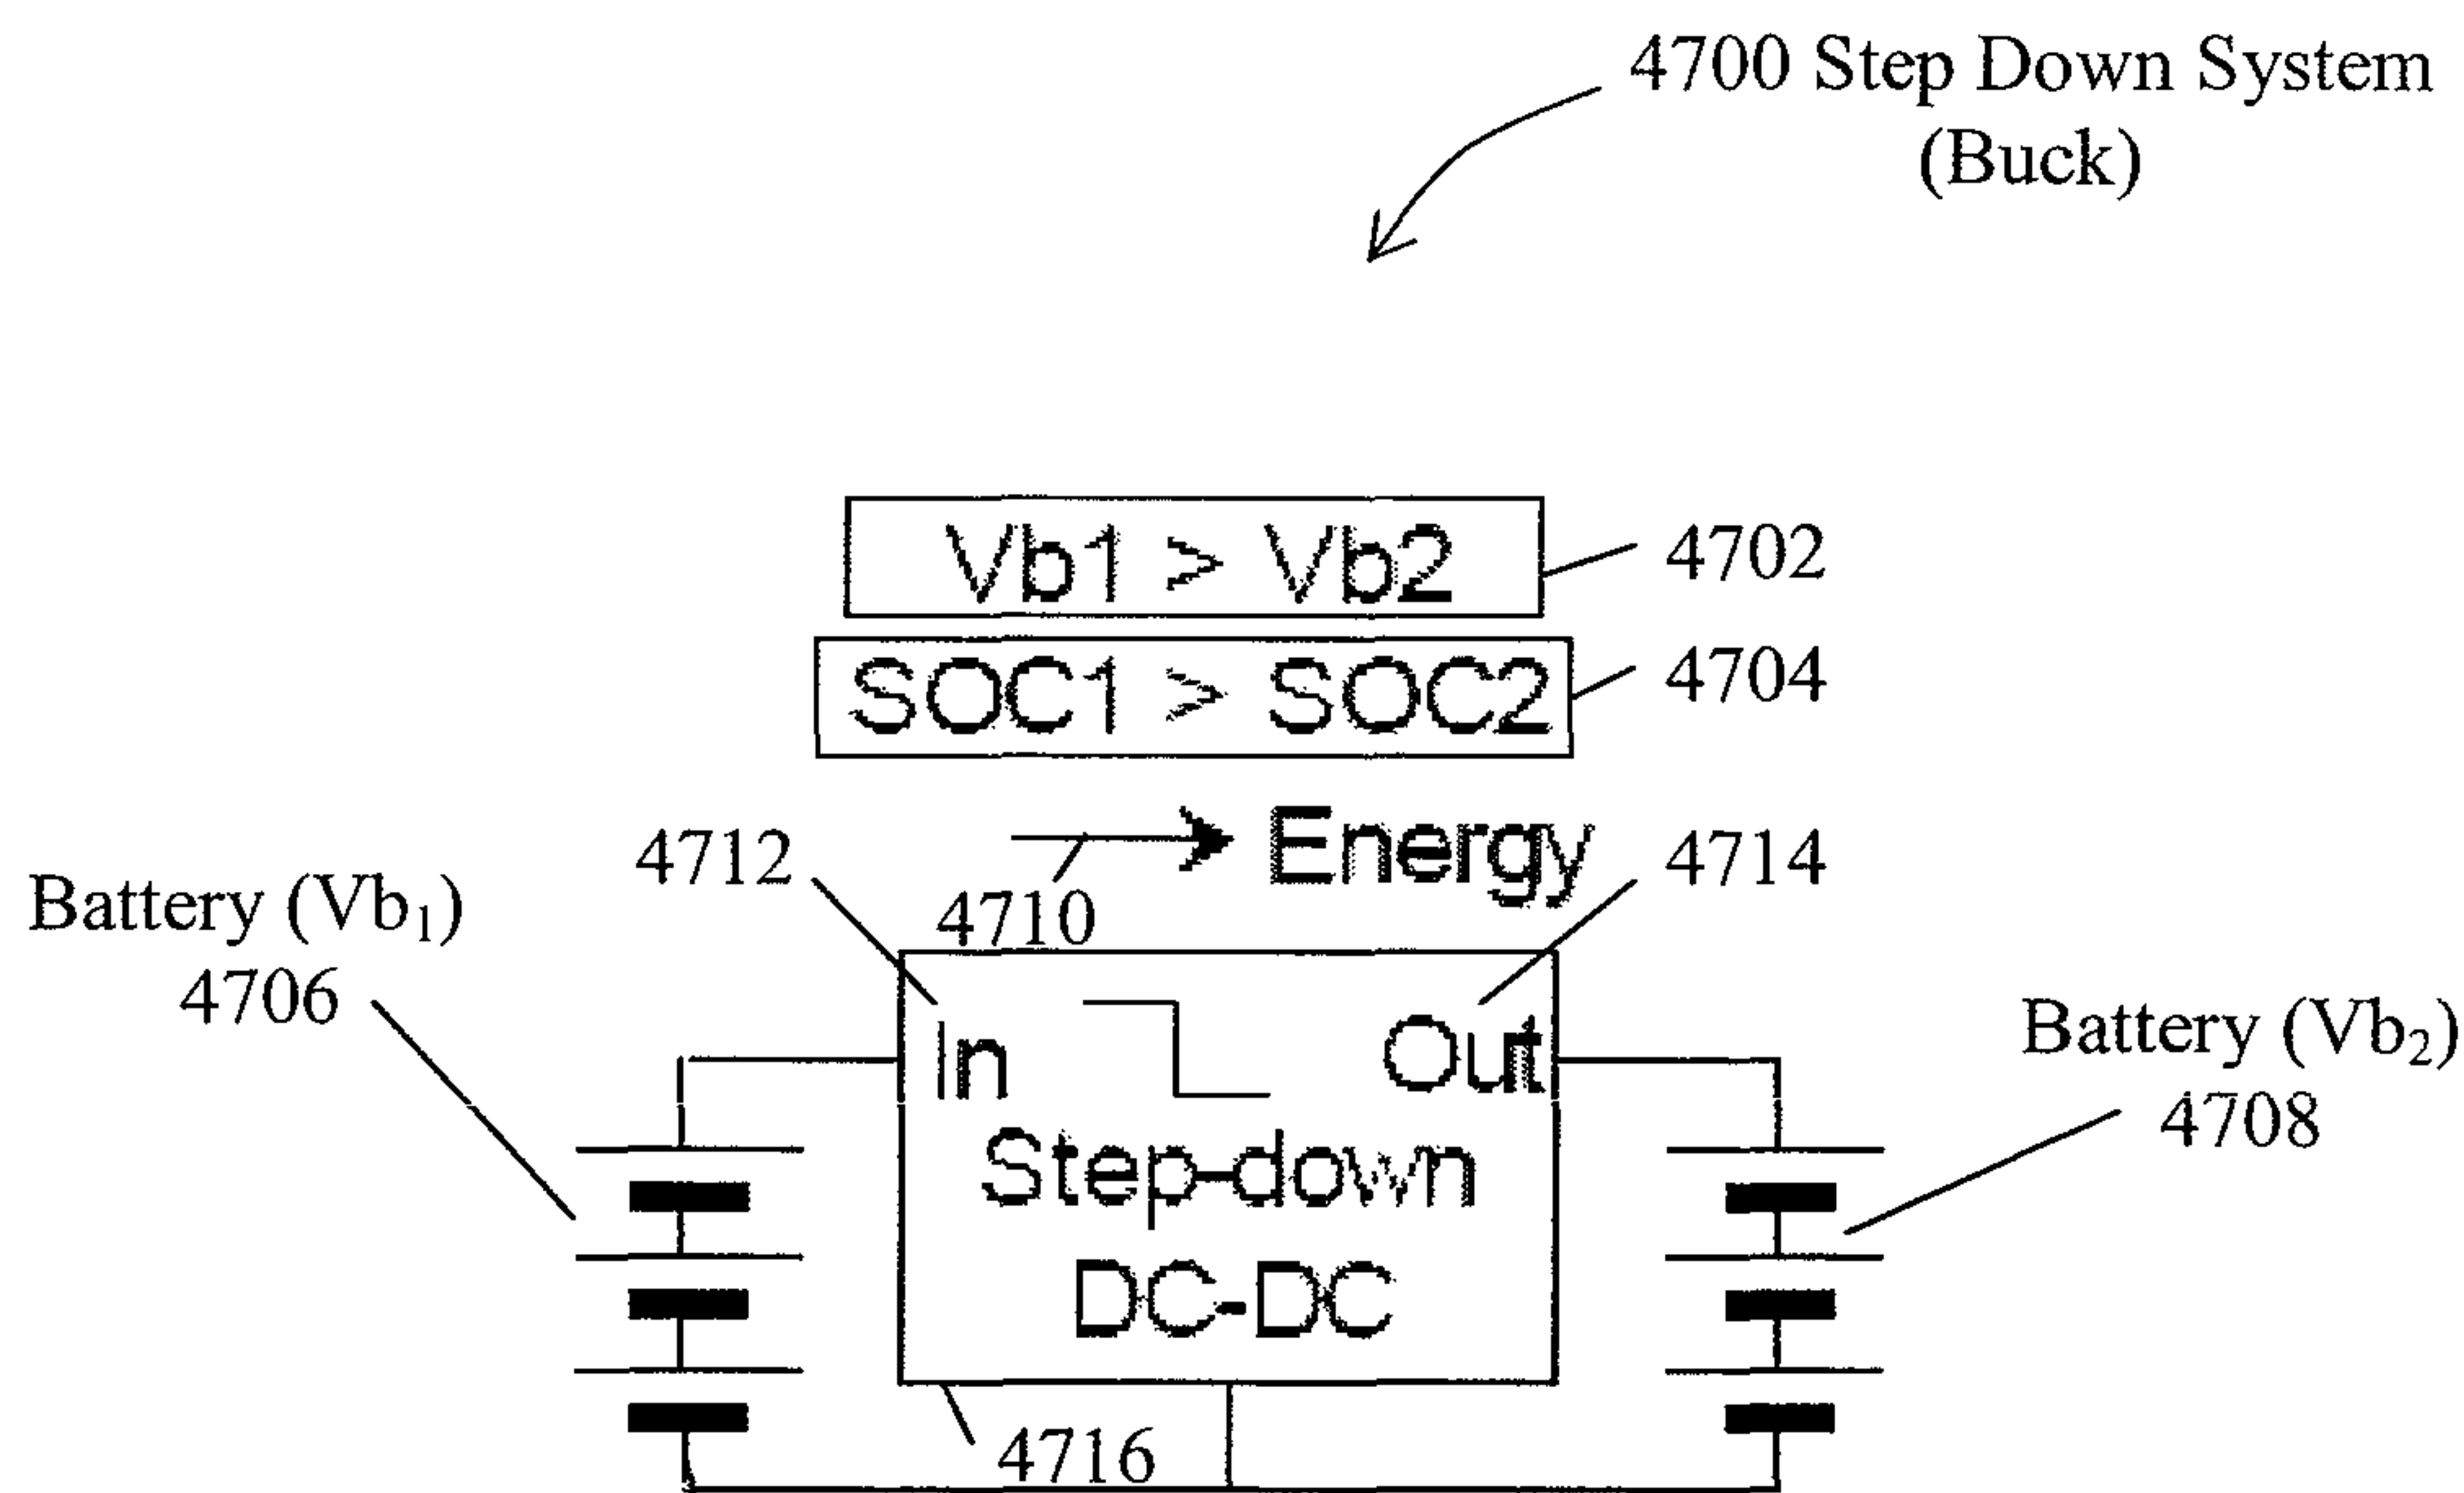 4700 Step Down System
(Buck)
Vb1 > Vb2
4702
SOC1 > SOC2
4704
4712
Energy
4714
4710
Battery (Vb₁)
4706
In
Out
Battery (Vb₂)
4708
Step-down
DC-DC
4716